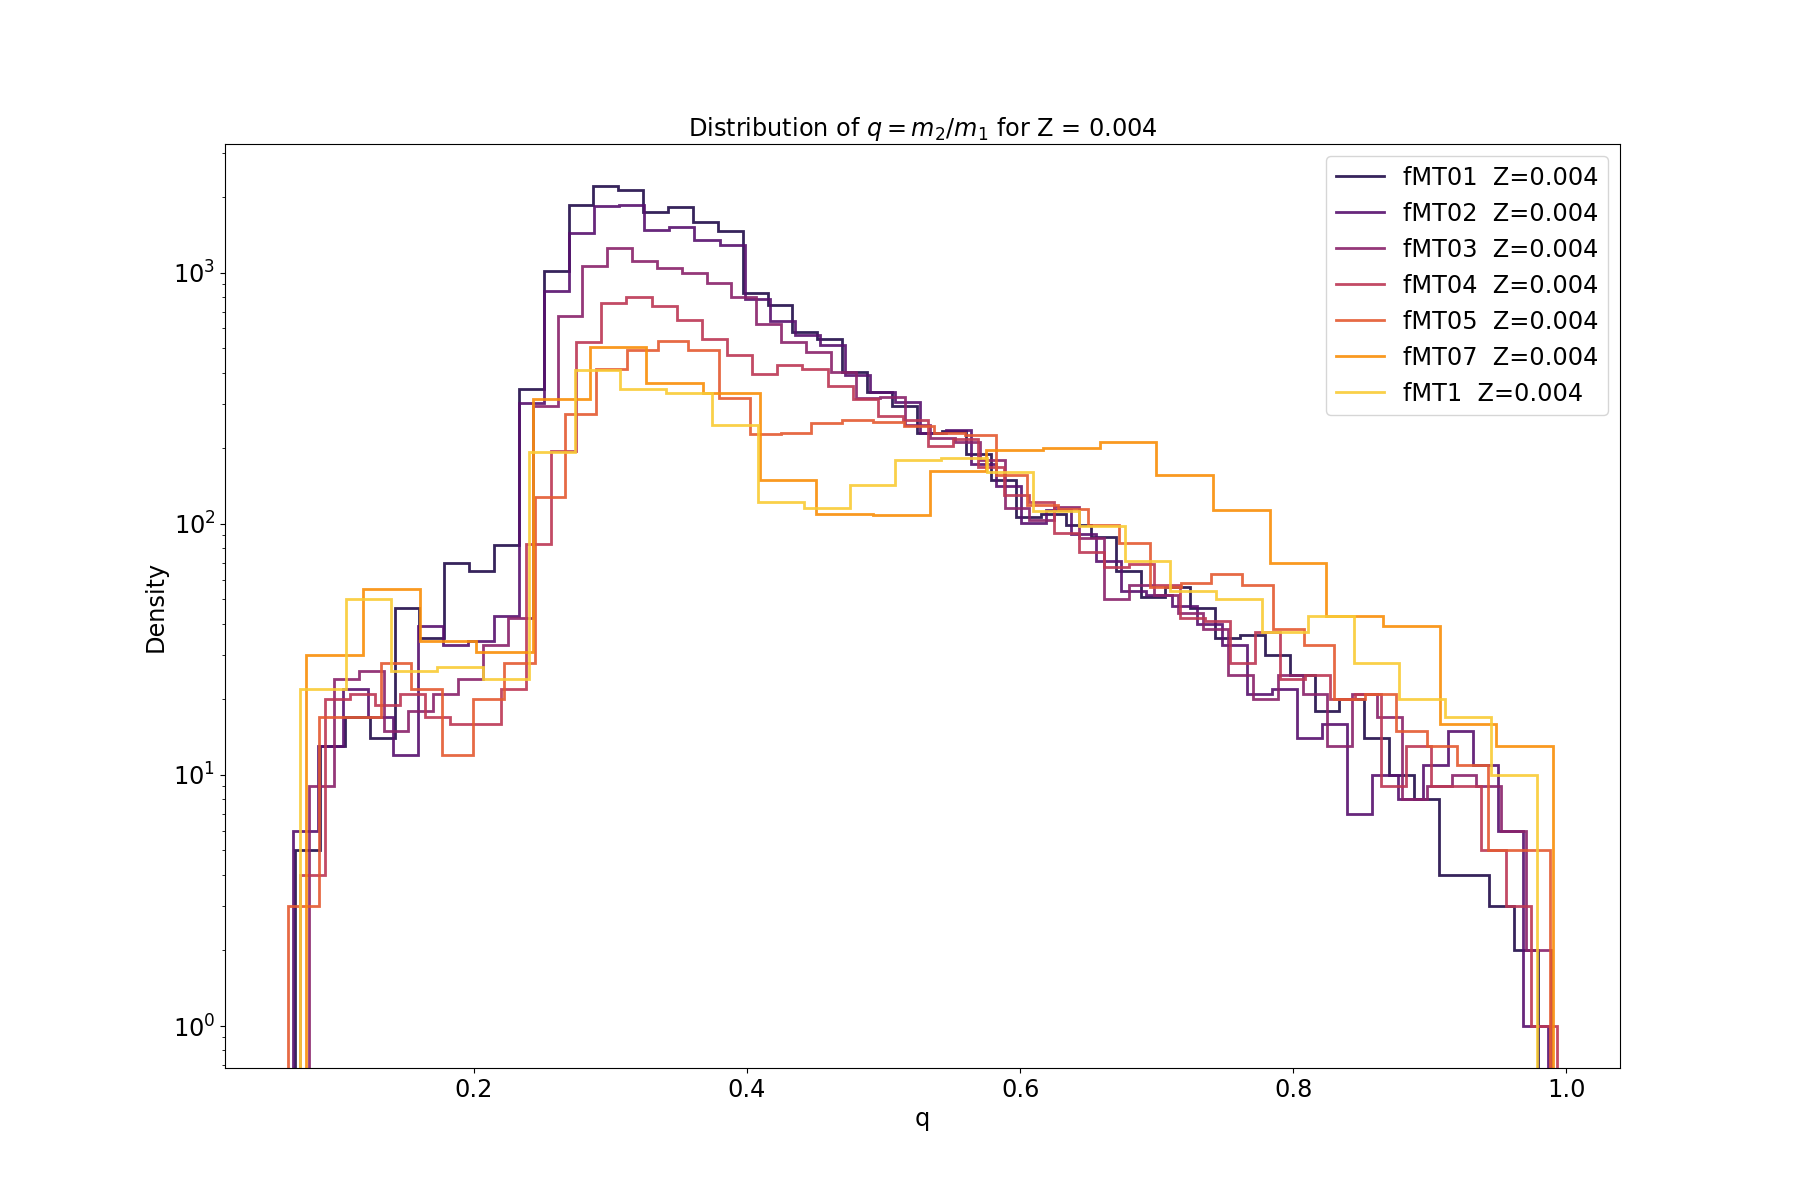 Distribution of q = m₂/m₁ for Z = 0.004
fMT01 Z=0.004
fMT02 Z=0.004
fMT03 Z=0.004
fMT04 Z=0.004
fMT05 Z=0.004
fMT07 Z=0.004
fMT1 Z=0.004
Density
10³
10²
10¹
10⁰
0.2 0.4 0.6 0.8 1.0
q